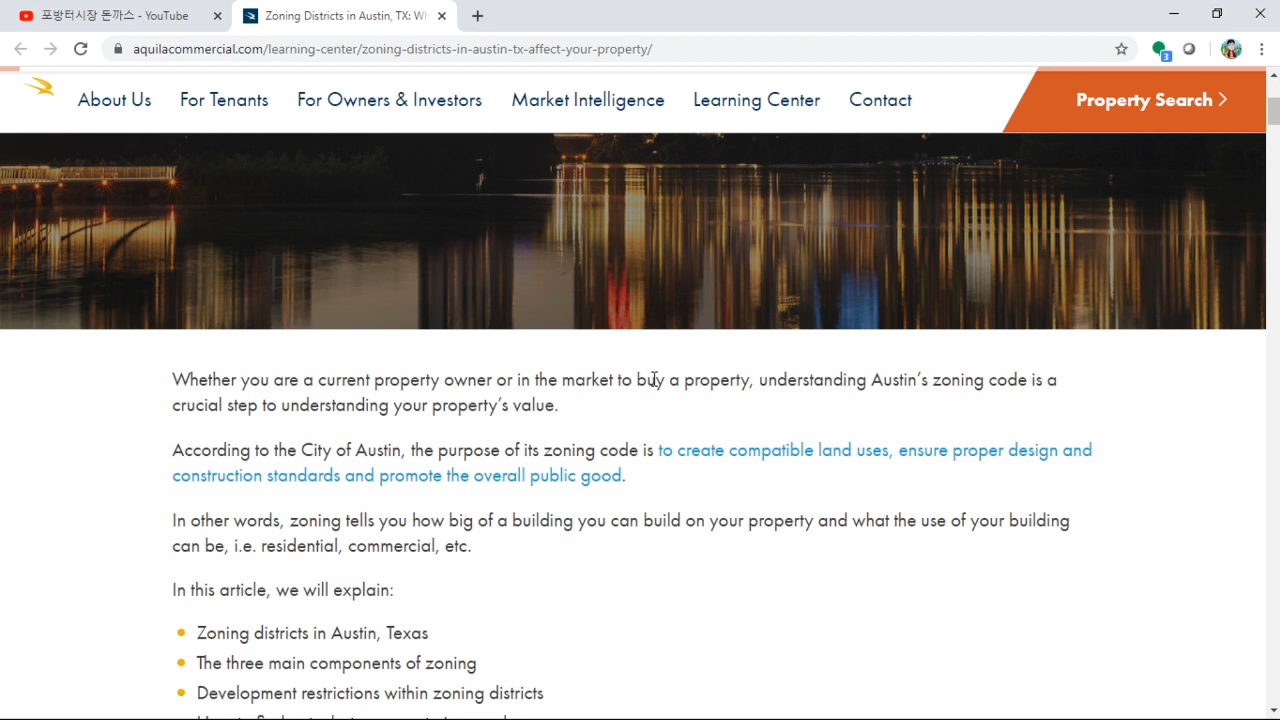 포방터시장 돈까스 - YouTube
Zoning Districts in Austin, TX: Wh
aquilacommercial.com/learning-center/zoning-districts-in-austin-tx-affect-your-property/
3
About Us For Tenants For Owners & Investors Market Intelligence Learning Center Contact Property Search
Whether you are a current property owner or in the market to buy a property, understanding Austin's zoning code is a
crucial step to understanding your property's value.
According to the City of Austin, the purpose of its zoning code is to create compatible land uses, ensure proper design and
construction standards and promote the overall public good.
In other words, zoning tells you how big of a building you can build on your property and what the use of your building
can be, i.e. residential, commercial, etc.
In this article, we will explain:
Zoning districts in Austin, Texas
The three main components of zoning
Development restrictions within zoning districts